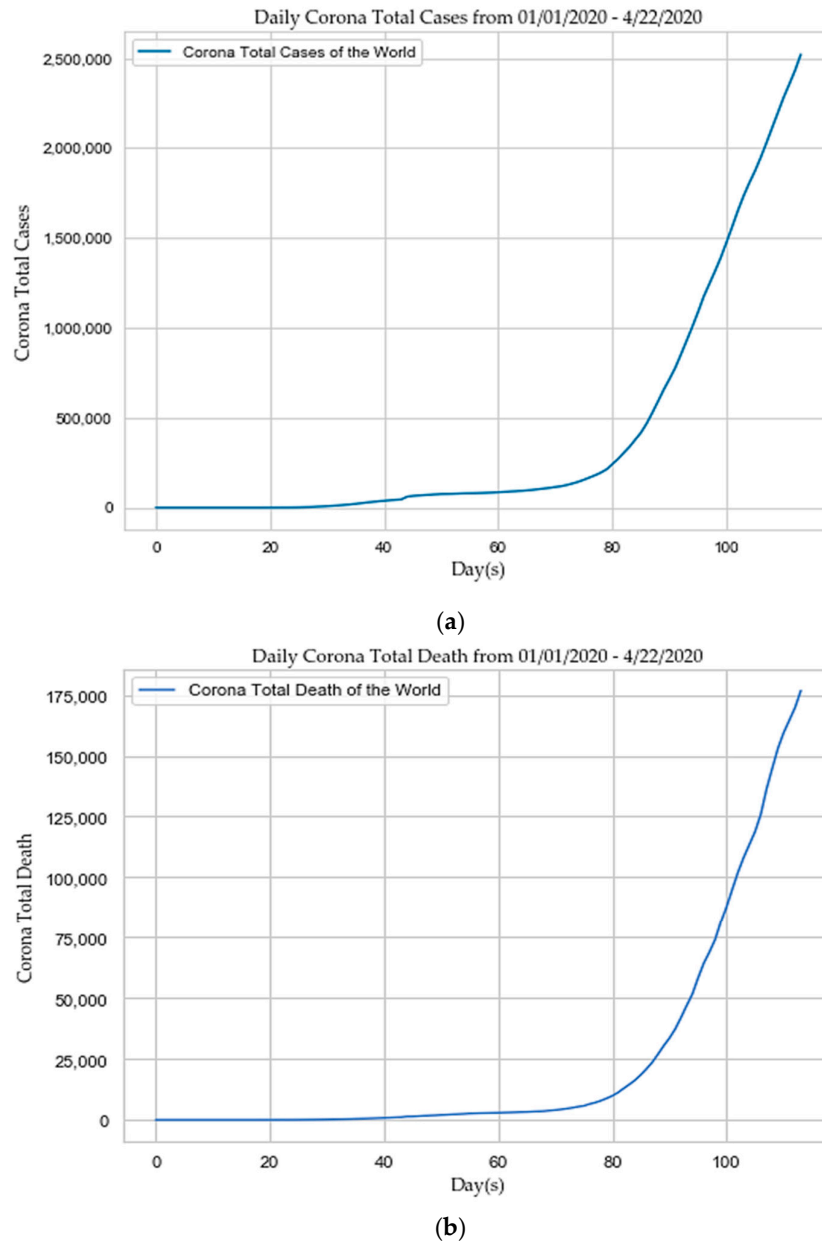 Daily Corona Total Cases from 01/01/2020 - 4/22/2020
Corona Total Cases of the World
2,500,000
2,000,000
1,500,000
1,000,000
500,000
0
Corona Total Cases
0 20 40 60 80 100
Day(s)
(a)
Daily Corona Total Death from 01/01/2020 - 4/22/2020
Corona Total Death of the World
175,000
150,000
125,000
100,000
75,000
50,000
25,000
0
Corona Total Death
0 20 40 60 80 100
Day(s)
(b)